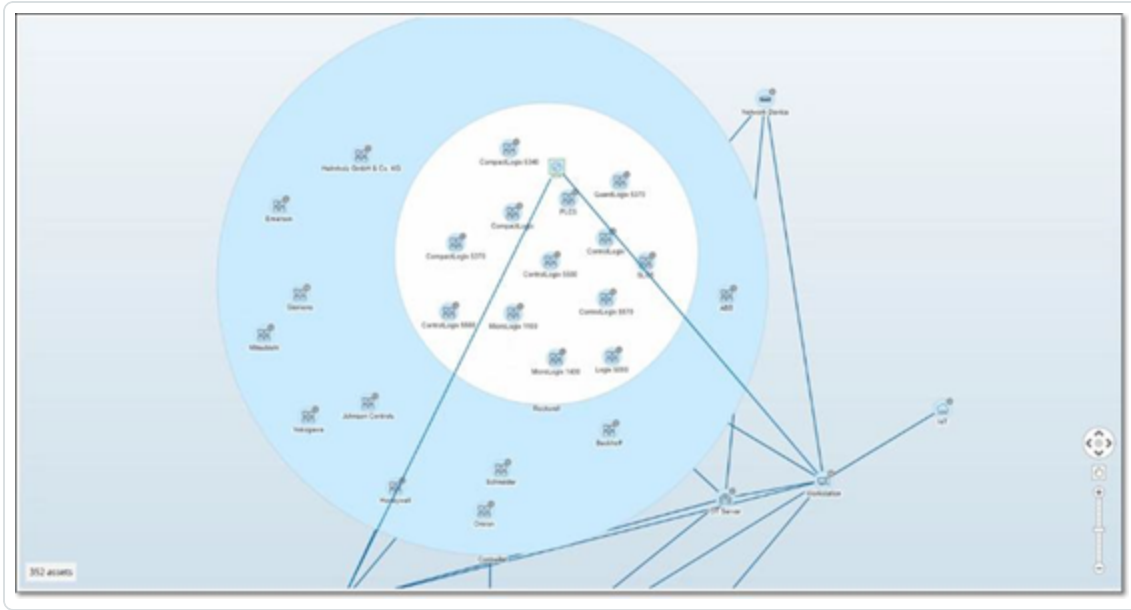 Network Device
CompactLogix 5340
Helmholz GmbH & Co. KG
GuardLogix 5370
PLC5
Emerson
CompactLogix
ControlLogix
CompactLogix 5370
ControlLogix 5580
SLC5
Siemens
ABB
ControlLogix 5570
ControlLogix 5560
MicroLogix 1100
Mitsubishi
MicroLogix 1400
Logix 5000
Rockwell
Johnson Controls
IoT
Yokogawa
Beckhoff
Schneider
Workstation
Honeywell
OT Server
Omron
Controller
352 assets